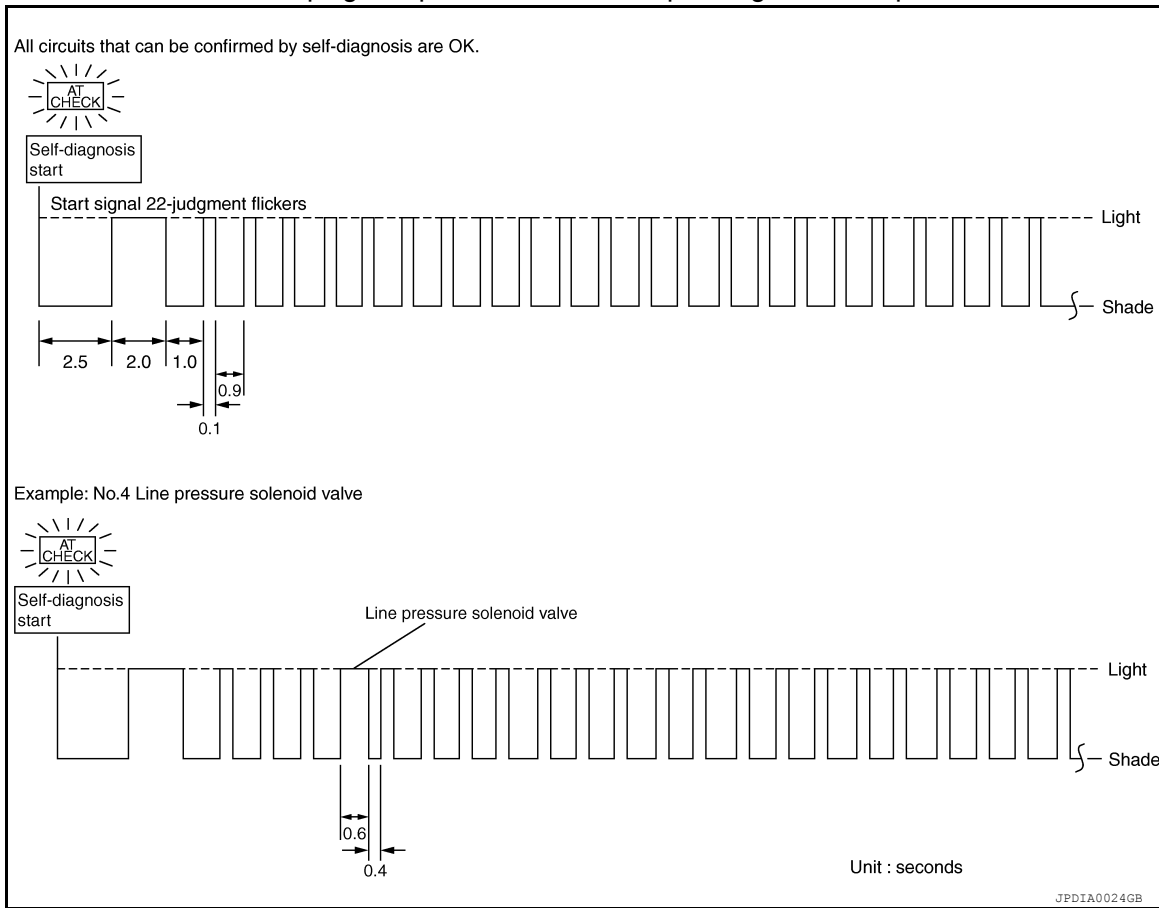 All circuits that can be confirmed by self-diagnosis are OK.
AT
CHECK
Self-diagnosis
start
Start signal 22-judgment flickers
Light
Shade
2.5
2.0
1.0
0.9
0.1
Example: No.4 Line pressure solenoid valve
AT
CHECK
Self-diagnosis
start
Line pressure solenoid valve
Light
Shade
0.6
0.4
Unit : seconds
JPDIA0024GB